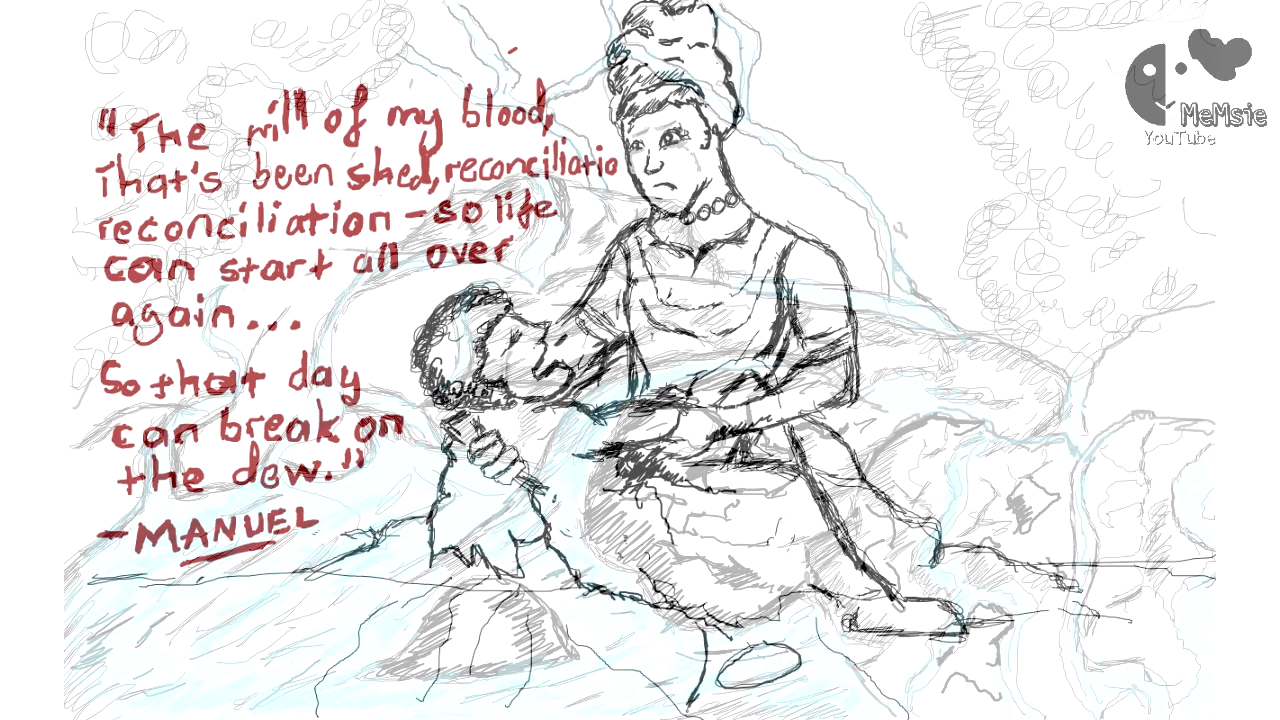 "The rill of my blood,
that's been shed, reconciliatio
reconciliation - so life
can start all over
again...
So that day
can break on
the dew."
- MANUEL
MeMsie
YouTube